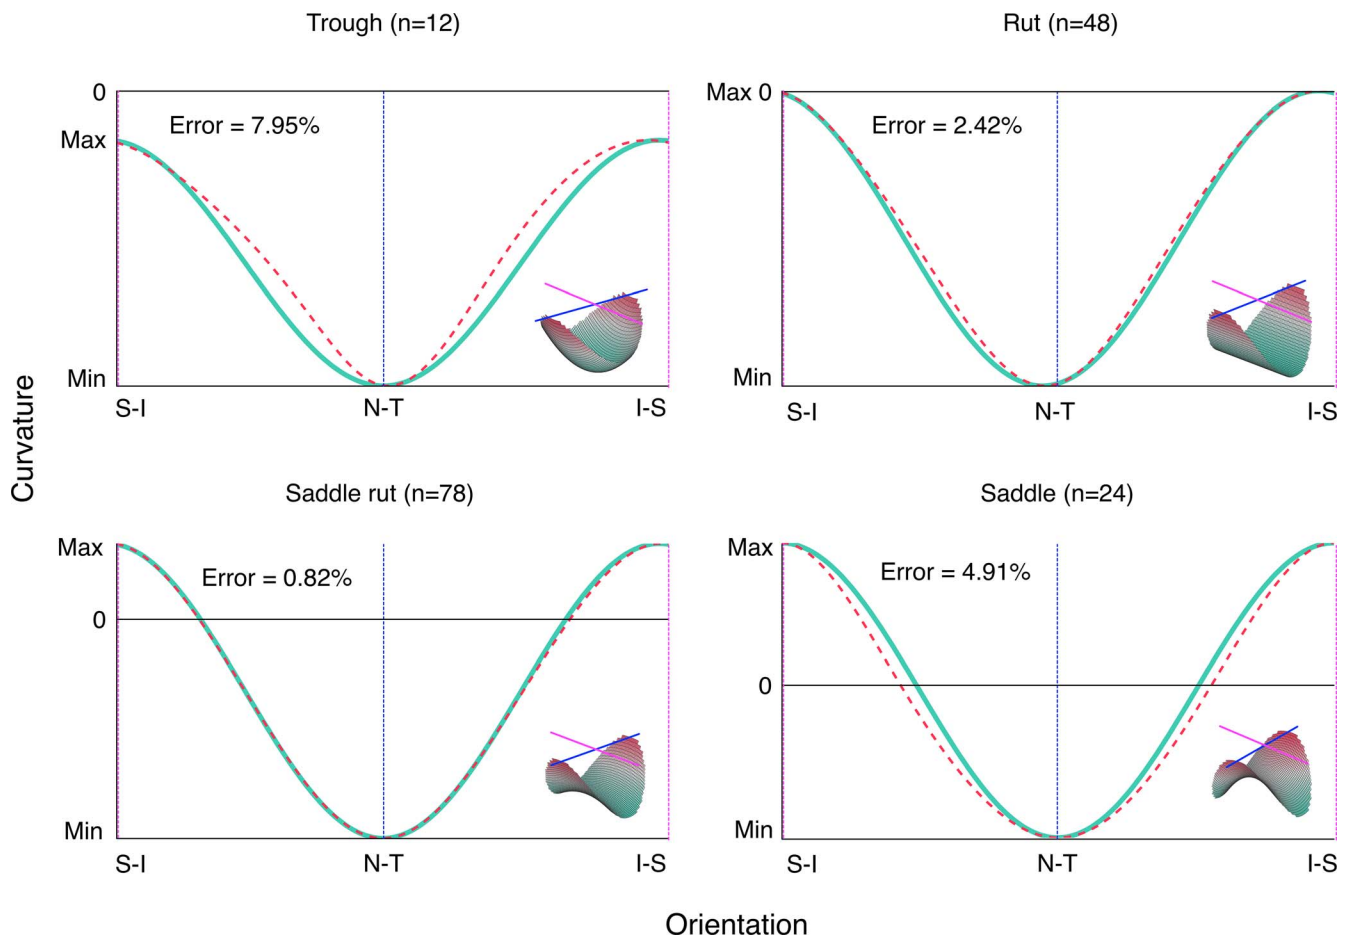 Trough (n=12)
Rut (n=48)
0
Max
Error = 7.95%
Min
S-I
N-T
I-S
Max 0
Error = 2.42%
Min
S-I
N-T
I-S
Curvature
Saddle rut (n=78)
Saddle (n=24)
Max
Error = 0.82%
0
Min
S-I
N-T
I-S
Max
Error = 4.91%
0
Min
S-I
N-T
I-S
Orientation